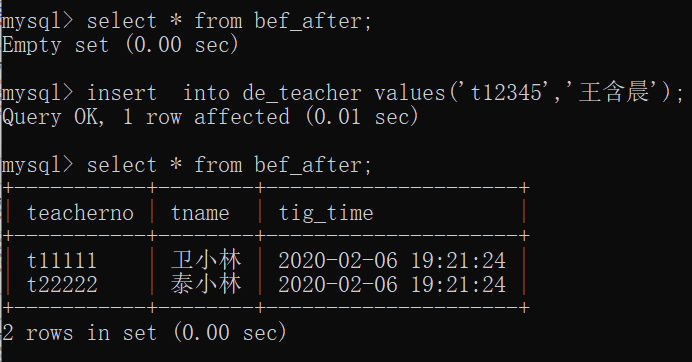 mysql> select * from bef_after;
Empty set (0.00 sec)
mysql> insert  into de_teacher values('t12345','王含晨');
Query OK, 1 row affected (0.01 sec)
mysql> select * from bef_after;
+-----------+--------+---------------------+
| teacherno | tname  | tig_time            |
+-----------+--------+---------------------+
| t11111    | 卫小林 | 2020-02-06 19:21:24 |
| t22222    | 泰小林 | 2020-02-06 19:21:24 |
+-----------+--------+---------------------+
2 rows in set (0.00 sec)